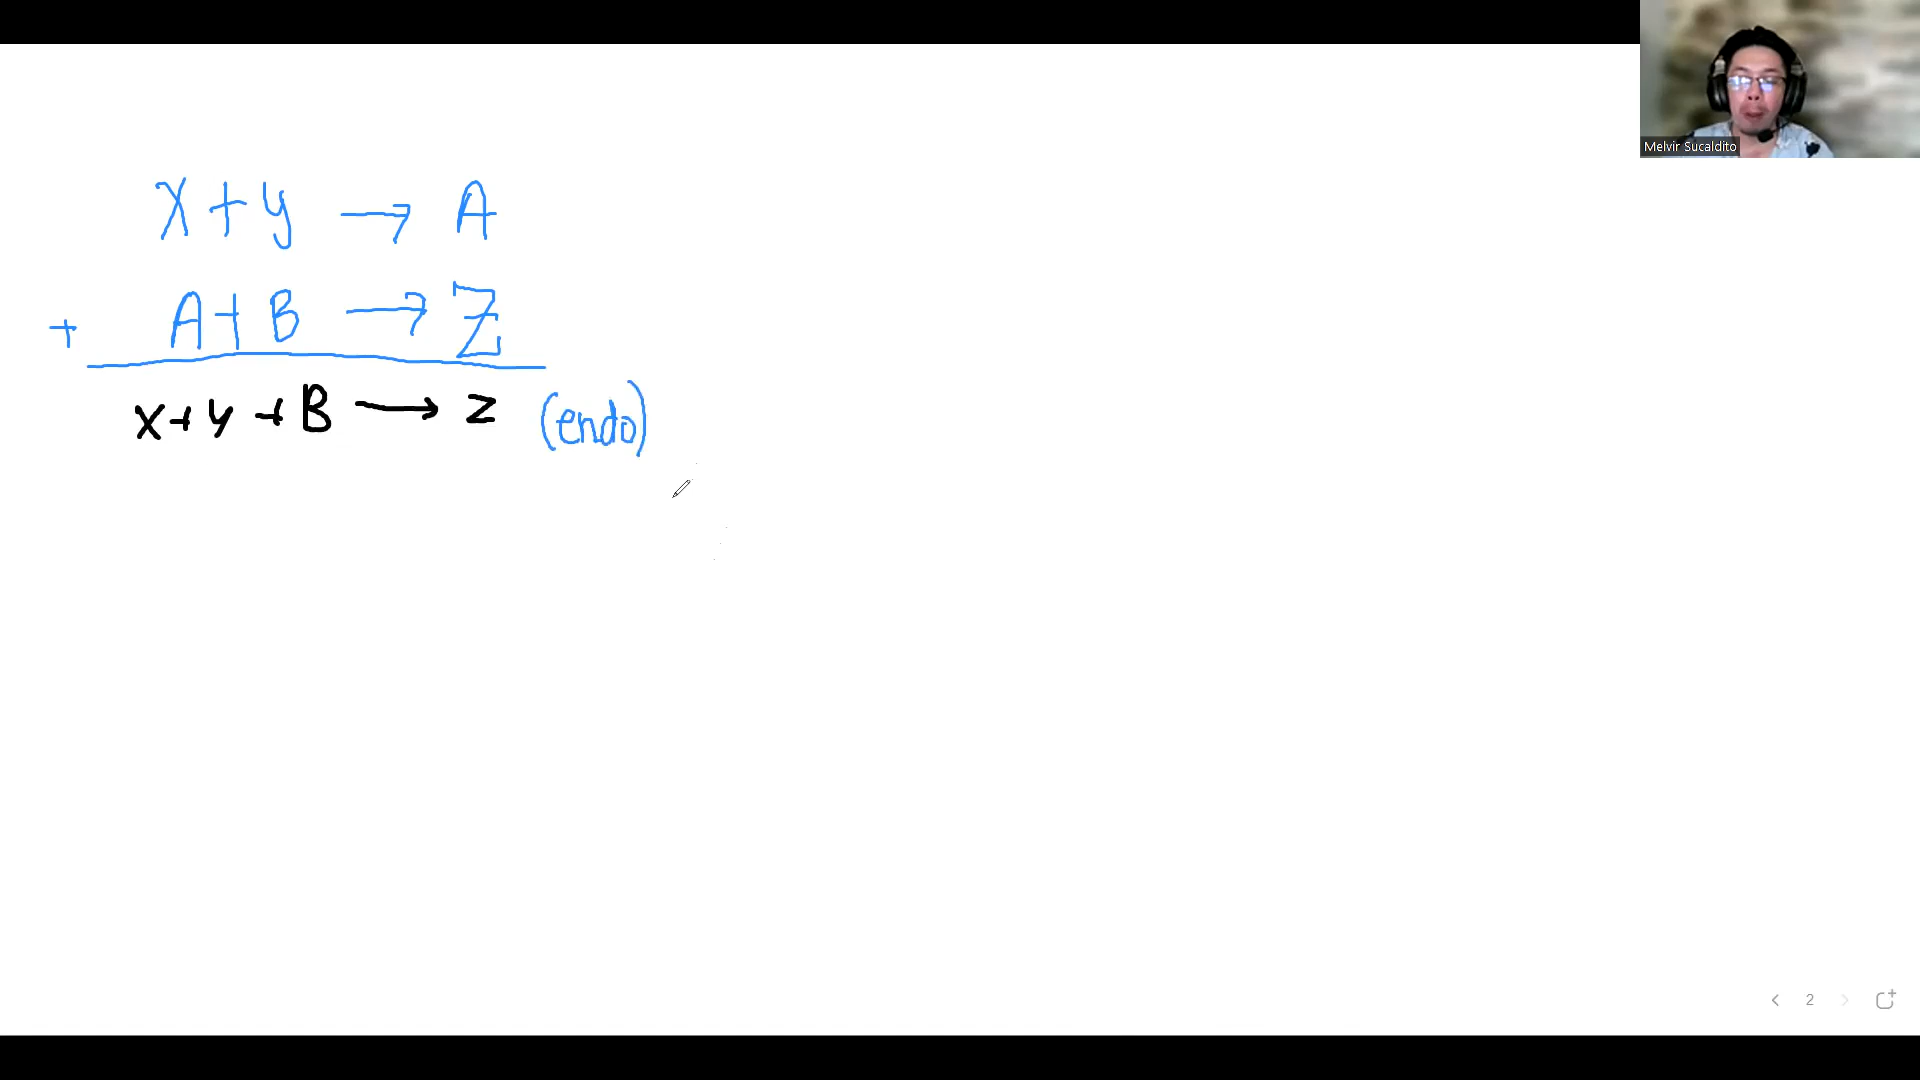 Melvir Sucaldito
x + y → A
+ A + B → Z
x + y + B → z (endo)
< 2 >